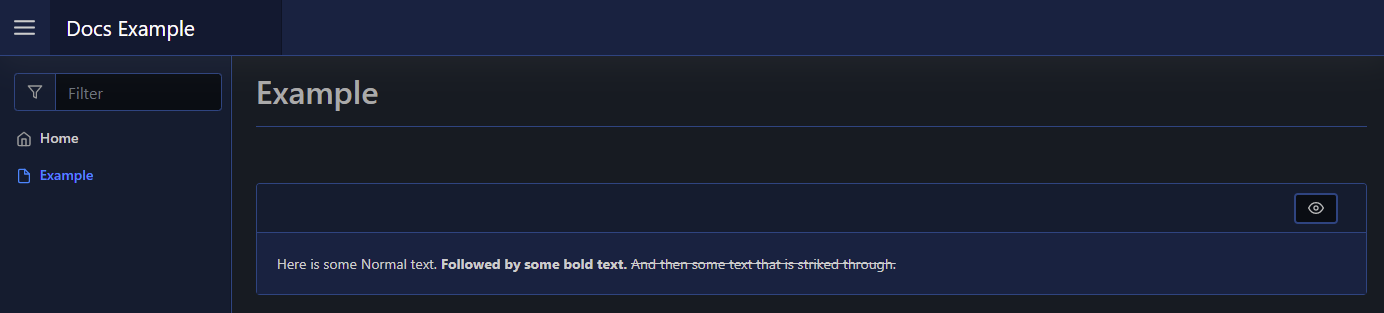 Docs Example
Filter
Home
Example
Example
Here is some Normal text. Followed by some bold text. And then some text that is striked through.